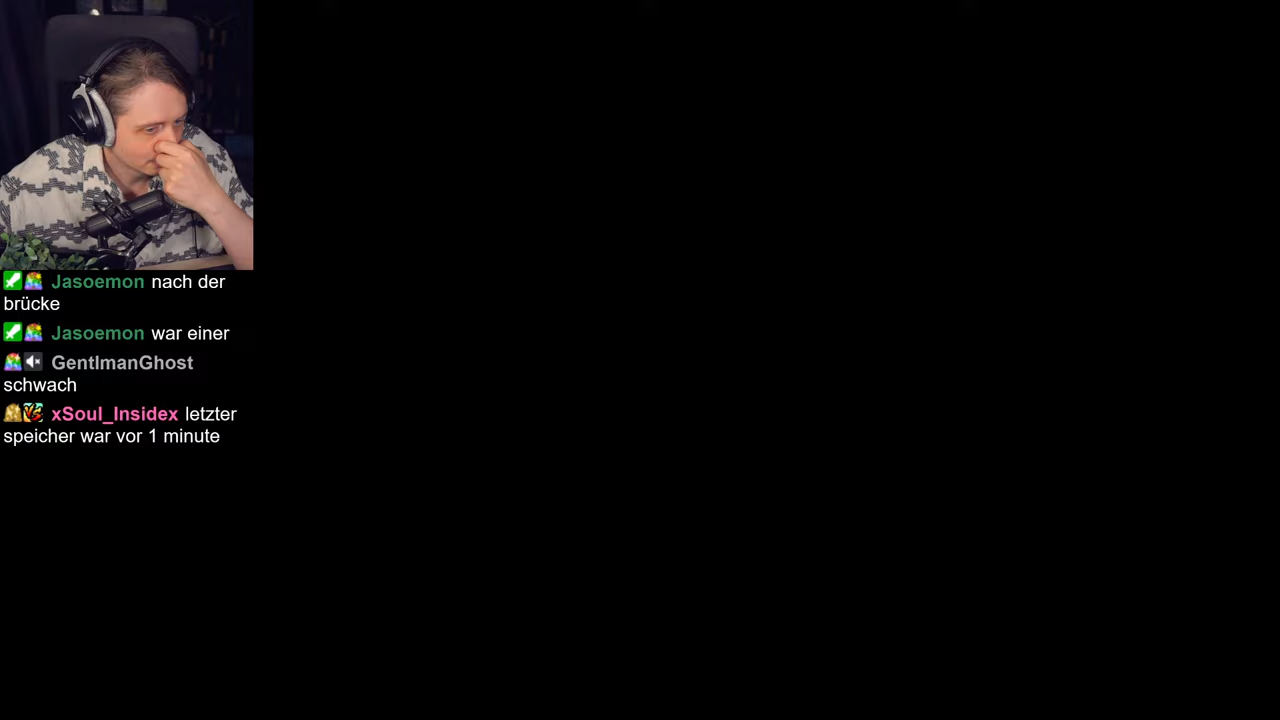 Jasoemon nach der
brücke
Jasoemon war einer
GentlmanGhost
schwach
xSoul_Insidex letzter
speicher war vor 1 minute